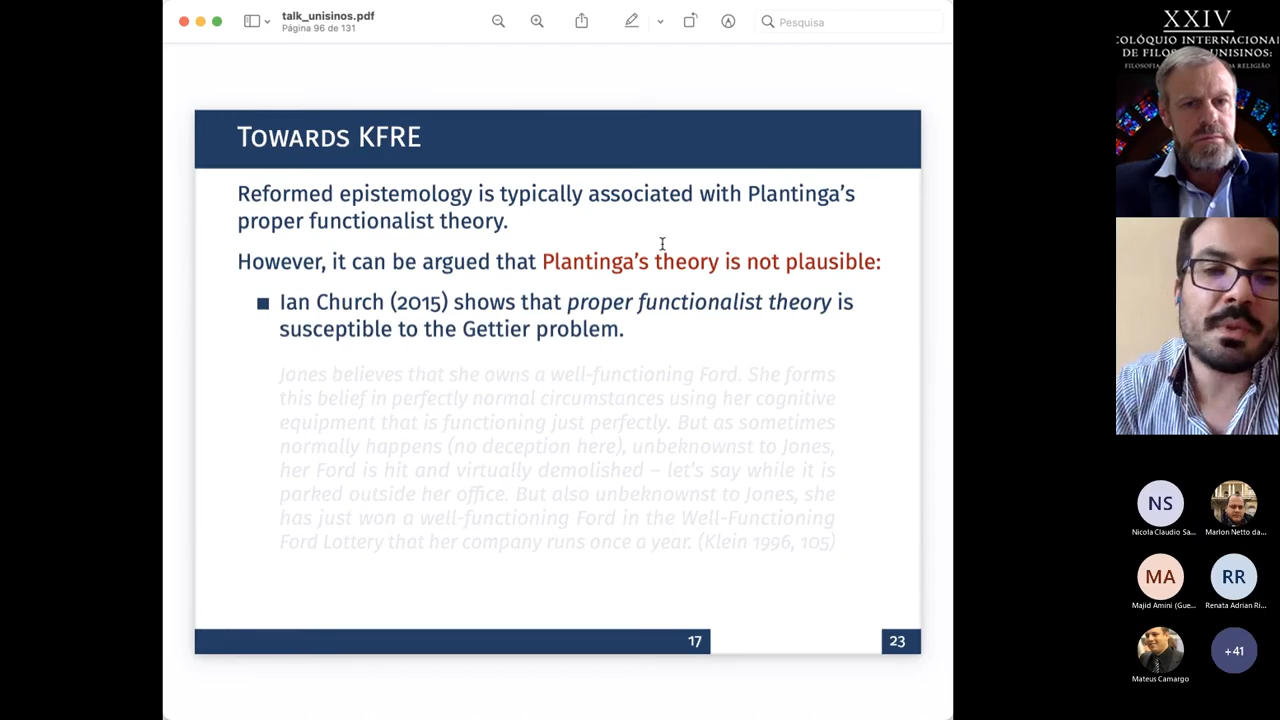 talk_unisinos.pdf
Página 96 de 131
Pesquisa
TOWARDS KFRE
Reformed epistemology is typically associated with Plantinga’s
proper functionalist theory.
However, it can be argued that Plantinga’s theory is not plausible:
Ian Church (2015) shows that proper functionalist theory is
susceptible to the Gettier problem.
Jones believes that she owns a well-functioning Ford. She forms
this belief in perfectly normal circumstances using her cognitive
equipment that is functioning just perfectly. But as sometimes
normally happens (no deception here), unbeknownst to Jones,
her Ford is hit and virtually demolished – let’s say while it is
parked outside her office. But also unbeknownst to Jones, she
has just won a well-functioning Ford in the Well-Functioning
Ford Lottery that her company runs once a year. (Klein 1996, 105)
17
23
XXIV
COLÓQUIO INTERNACIONA
DE FILOS UNISINOS:
FILOSOFIA DA RELIGIÃO
NS
Nicola Claudio Sa...
Marlon Netto da...
MA
Majid Amini (Gue...
RR
Renata Adrian Ri...
Mateus Camargo
+41